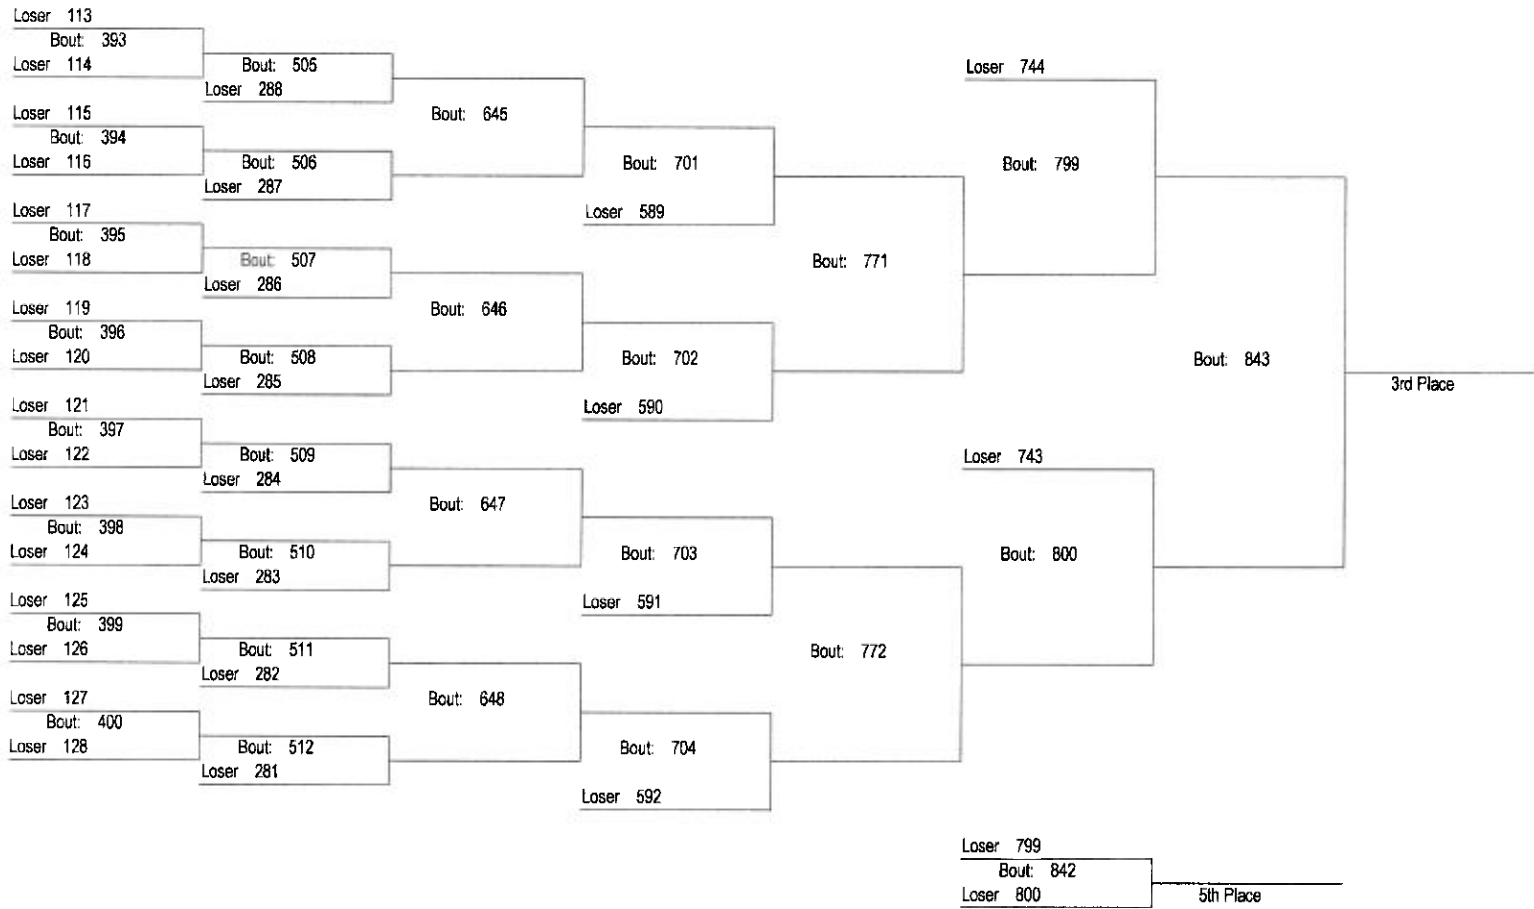 Loser 113
Bout: 393
Loser 114
Bout: 505
Loser 288
Loser 115
Bout: 394
Loser 116
Bout: 506
Loser 287
Bout: 645
Loser 117
Bout: 395
Loser 118
Bout: 507
Loser 286
Loser 119
Bout: 396
Loser 120
Bout: 508
Loser 285
Bout: 646
Loser 121
Bout: 397
Loser 122
Bout: 509
Loser 284
Loser 123
Bout: 398
Loser 124
Bout: 510
Loser 283
Bout: 647
Loser 125
Bout: 399
Loser 126
Bout: 511
Loser 282
Loser 127
Bout: 400
Loser 128
Bout: 512
Loser 281
Bout: 648
Bout: 701
Loser 589
Bout: 702
Loser 590
Bout: 703
Loser 591
Bout: 704
Loser 592
Bout: 771
Bout: 772
Loser 744
Bout: 799
Loser 743
Bout: 800
Bout: 843
3rd Place
Loser 799
Bout: 842
Loser 800
5th Place